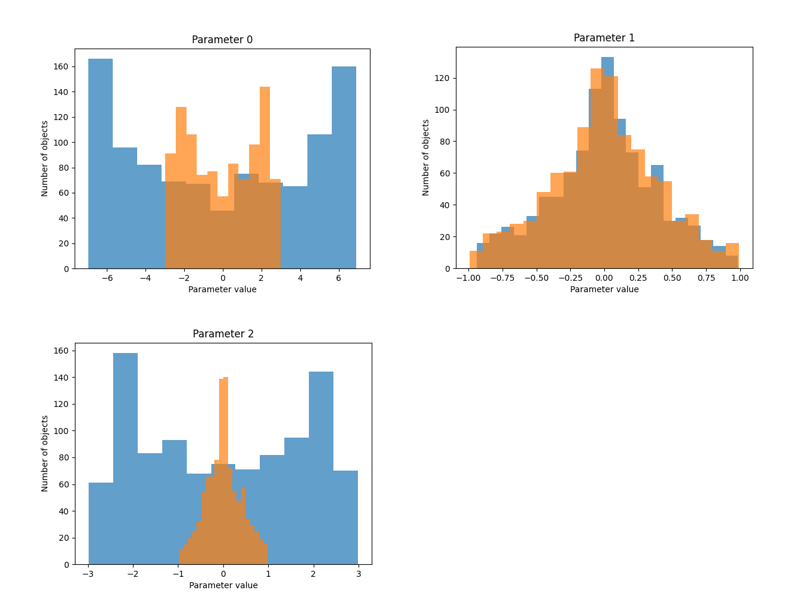 Parameter 0
Number of objects
160
140
120
100
80
60
40
20
0
−6 −4 −2 0 2 4 6
Parameter value
Parameter 1
Number of objects
120
100
80
60
40
20
0
−1.00 −0.75 −0.50 −0.25 0.00 0.25 0.50 0.75 1.00
Parameter value
Parameter 2
Number of objects
160
140
120
100
80
60
40
20
0
−3 −2 −1 0 1 2 3
Parameter value